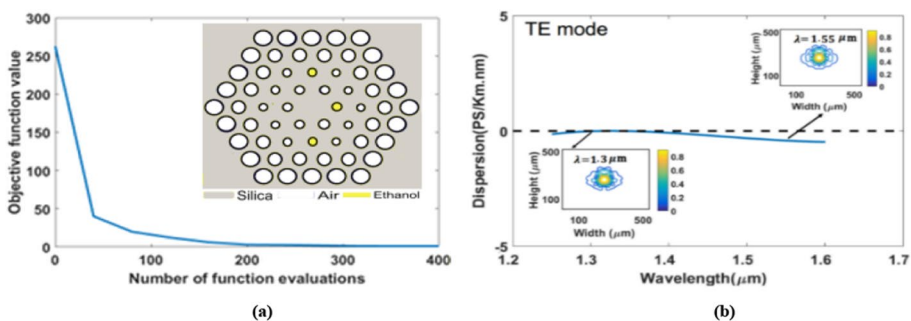 (a)
300
250
200
150
100
50
0
Objective function value
Silica Air Ethanol
0 100 200 300 400
Number of function evaluations
(a)
(b)
5
0
-5
Dispersion(PS/Km.nm)
TE mode
500
100
Height (μm)
λ=1.55 μm
0.8
0.6
0.4
0.2
0
100 500
Width (μm)
500
100
Height (μm)
λ=1.3 μm
0.8
0.6
0.4
0.2
0
100 500
Width (μm)
1.2 1.3 1.4 1.5 1.6 1.7
Wavelength(μm)
(b)